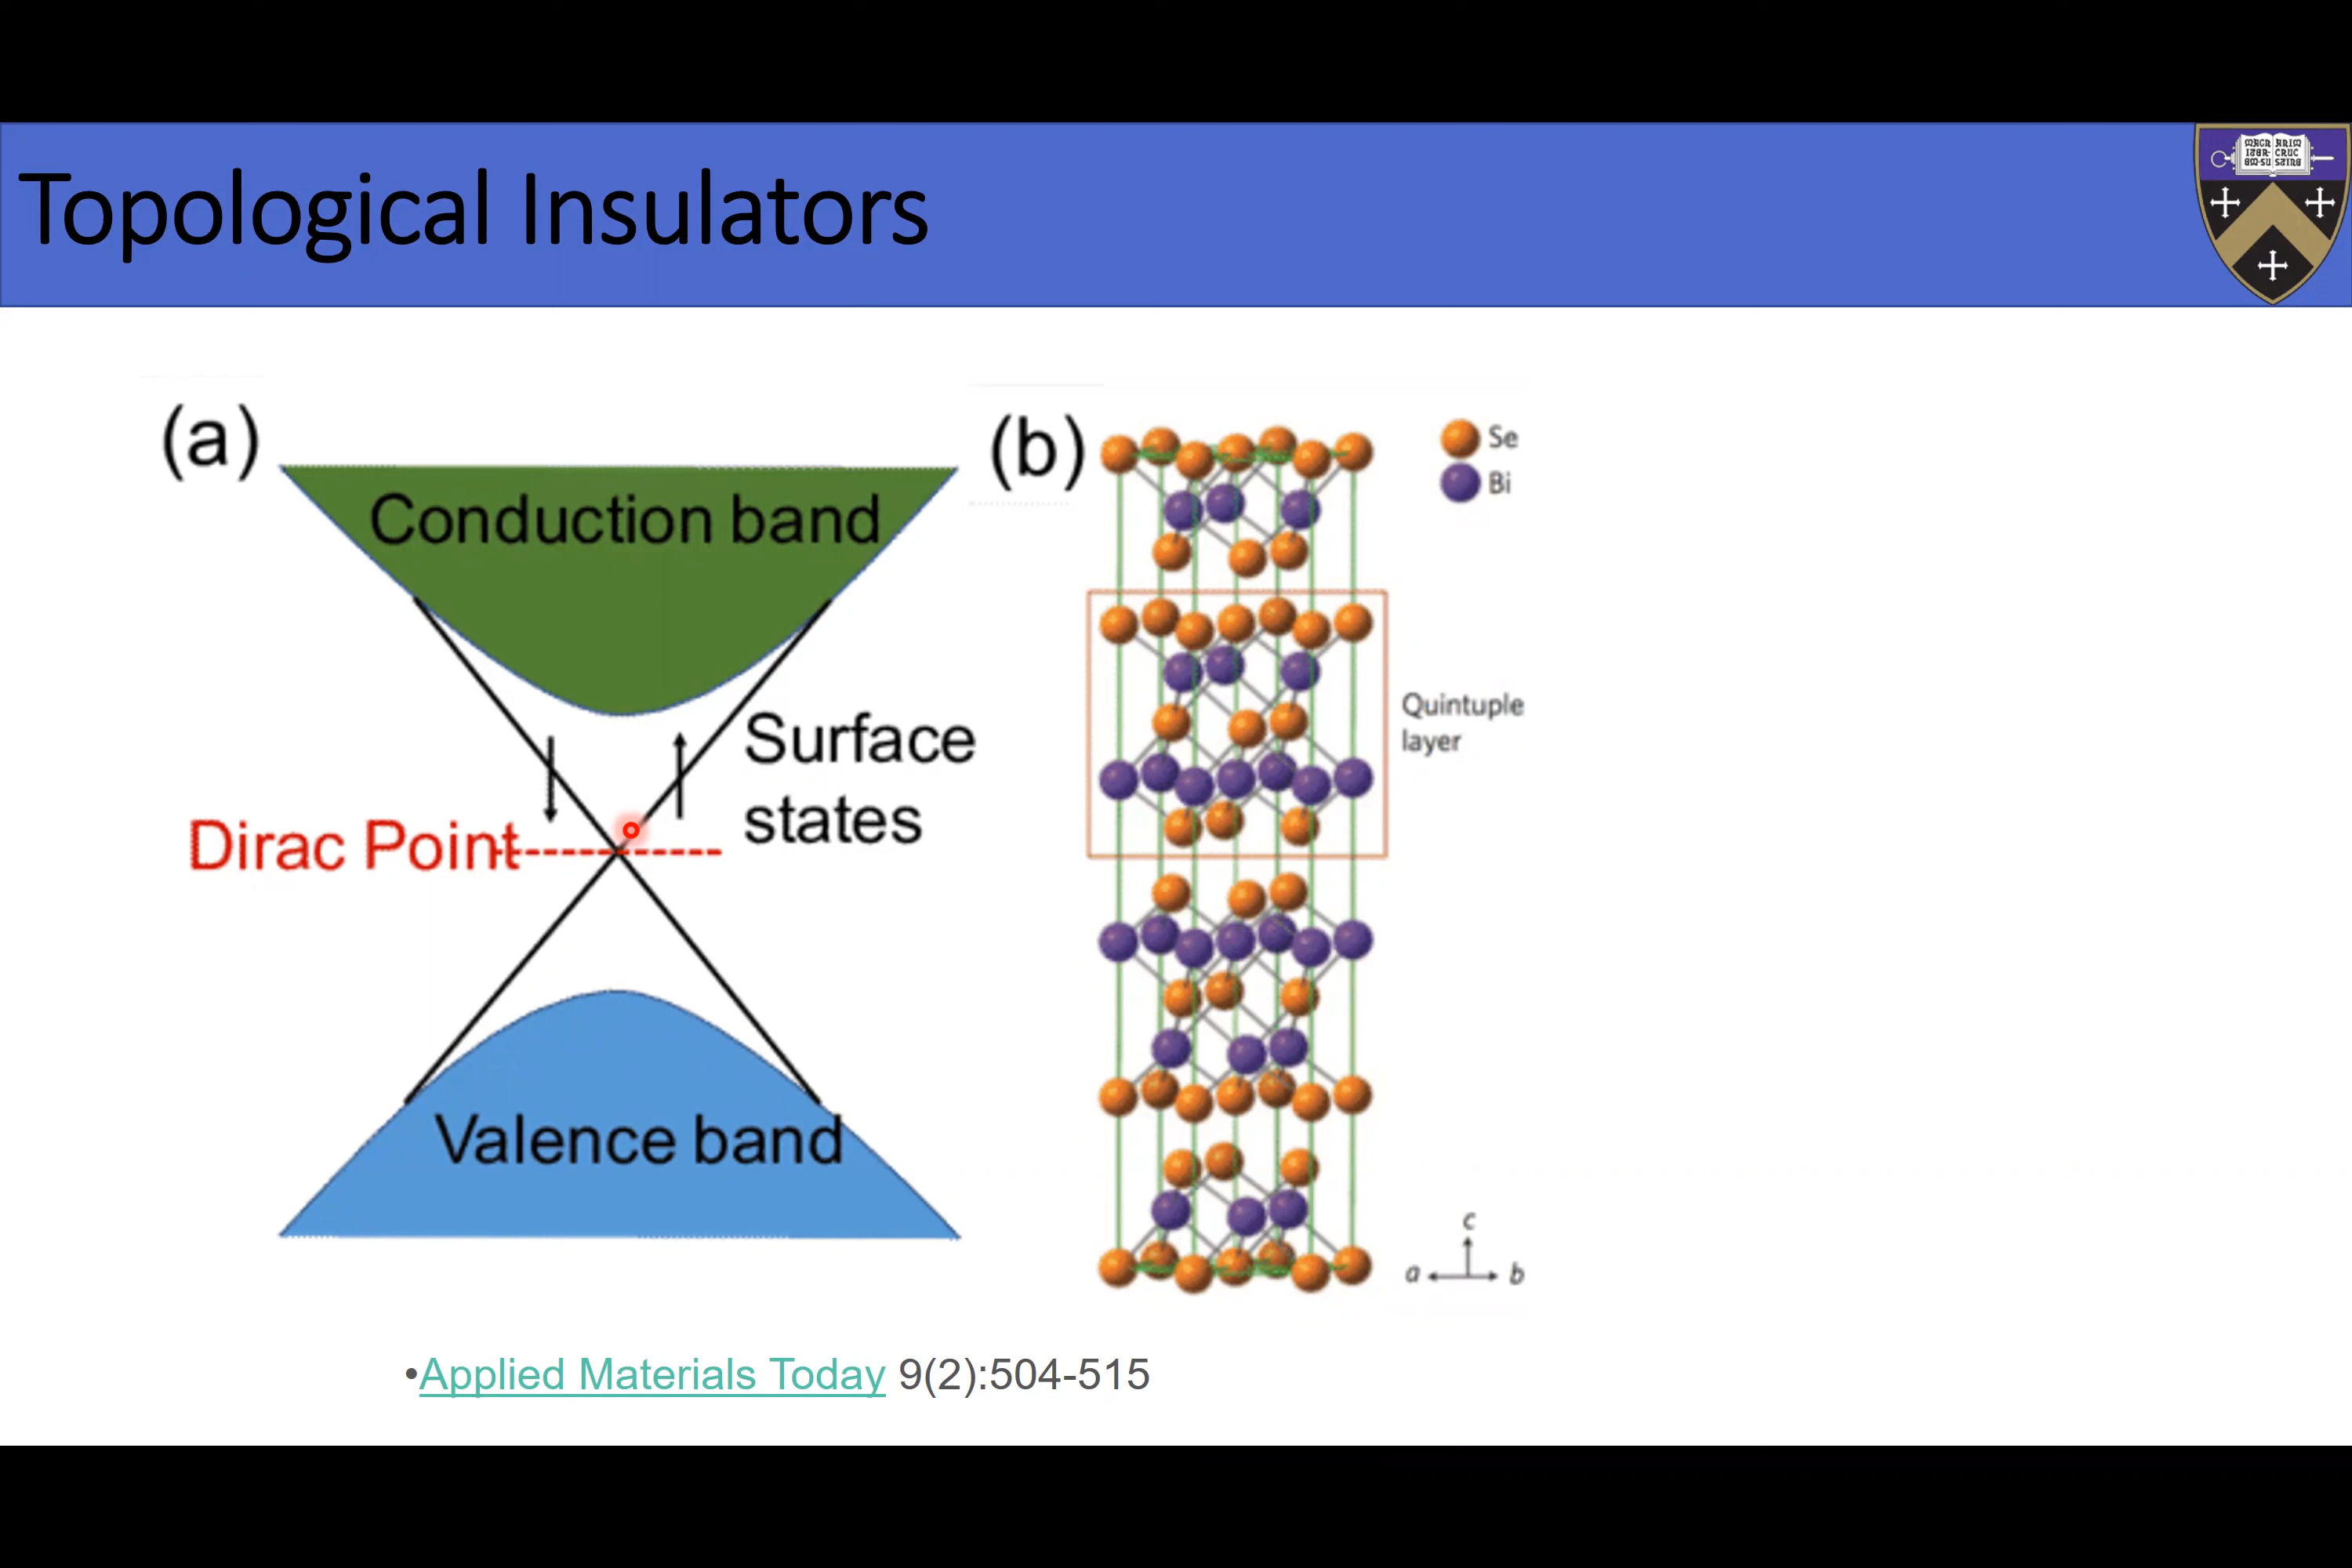 Topological Insulators
(a)
Conduction band
Surface
states
Dirac Point
Valence band
(b)
Se
Bi
Quintuple
layer
c
a
b
•Applied Materials Today 9(2):504-515